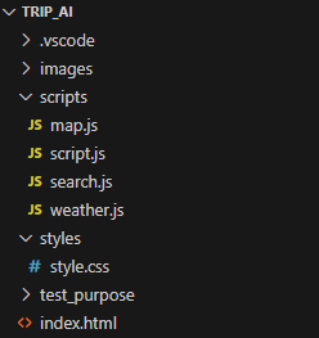 TRIP_AI
.vscode
images
scripts
JS map.js
JS script.js
JS search.js
JS weather.js
styles
# style.css
test_purpose
<> index.html